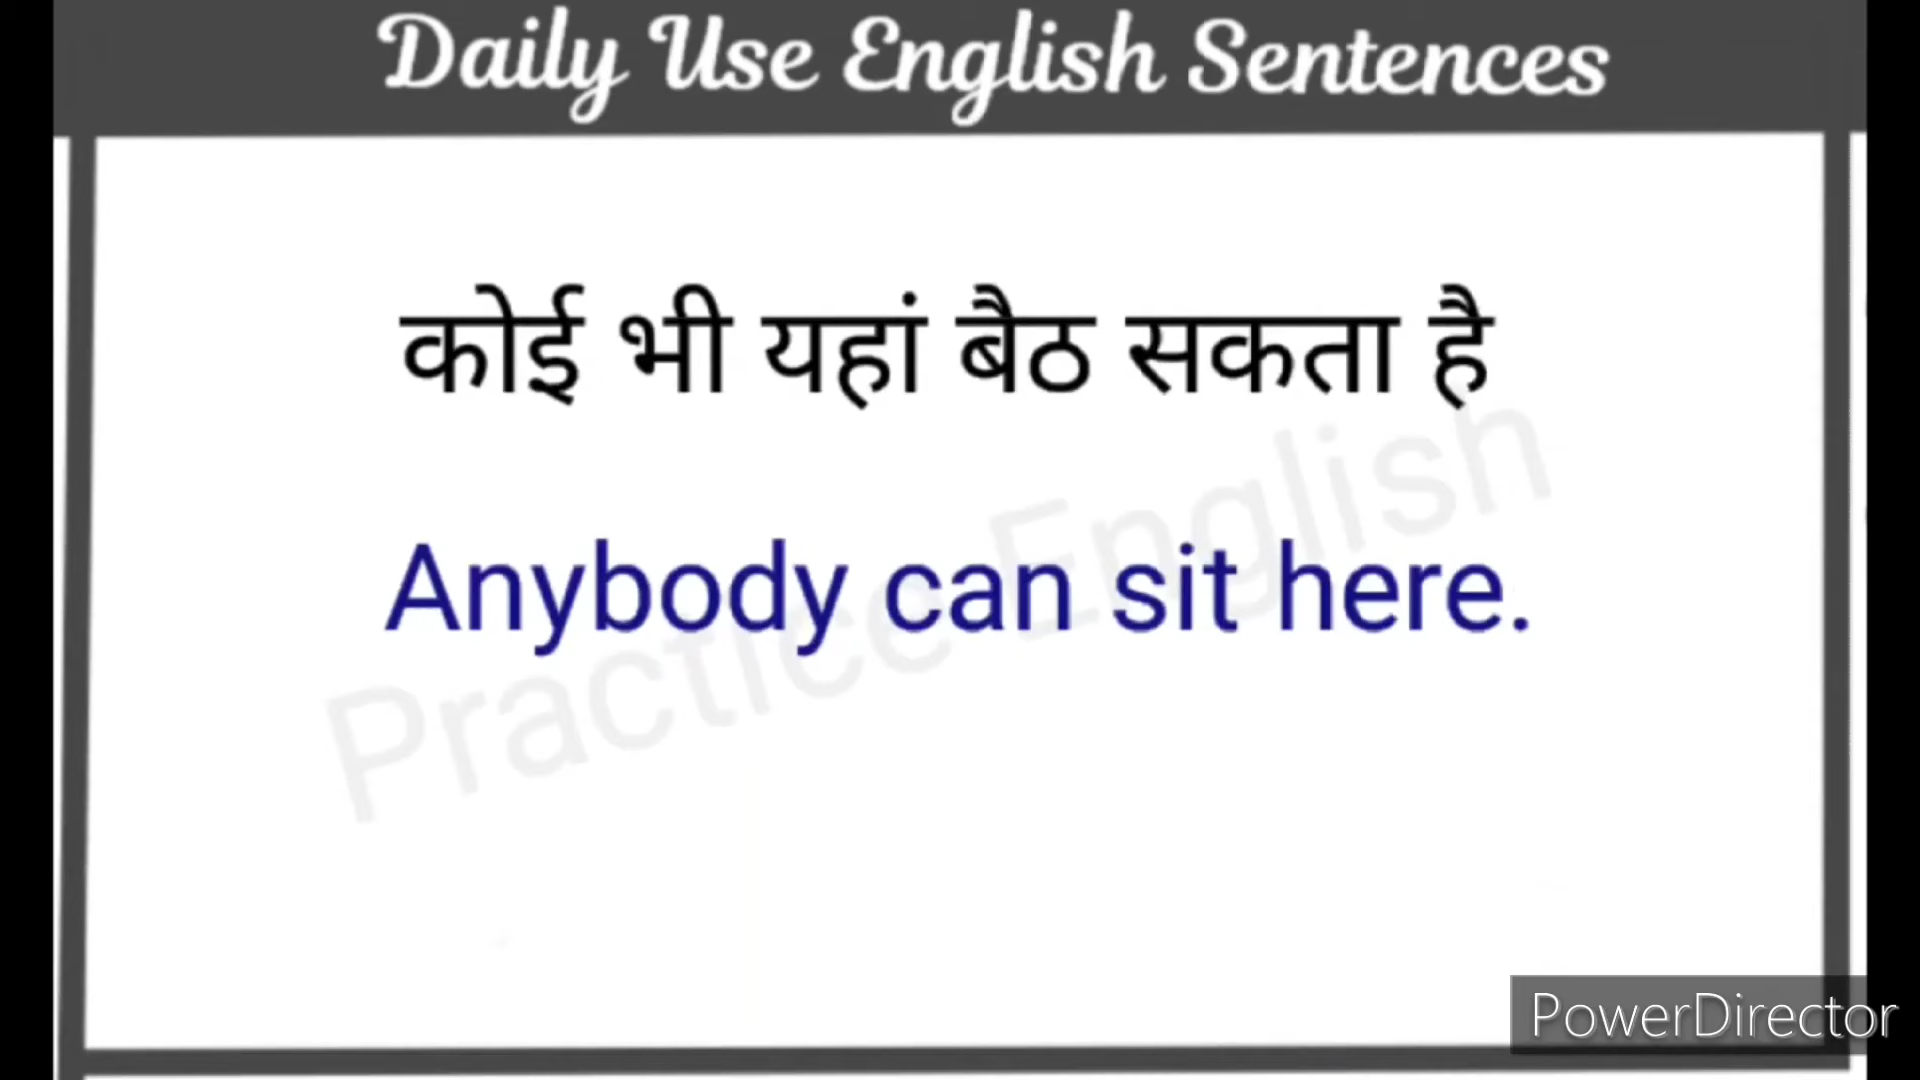 Daily Use English Sentences
कोई भी यहां बैठ सकता है
Anybody can sit here.
Practice English
PowerDirector